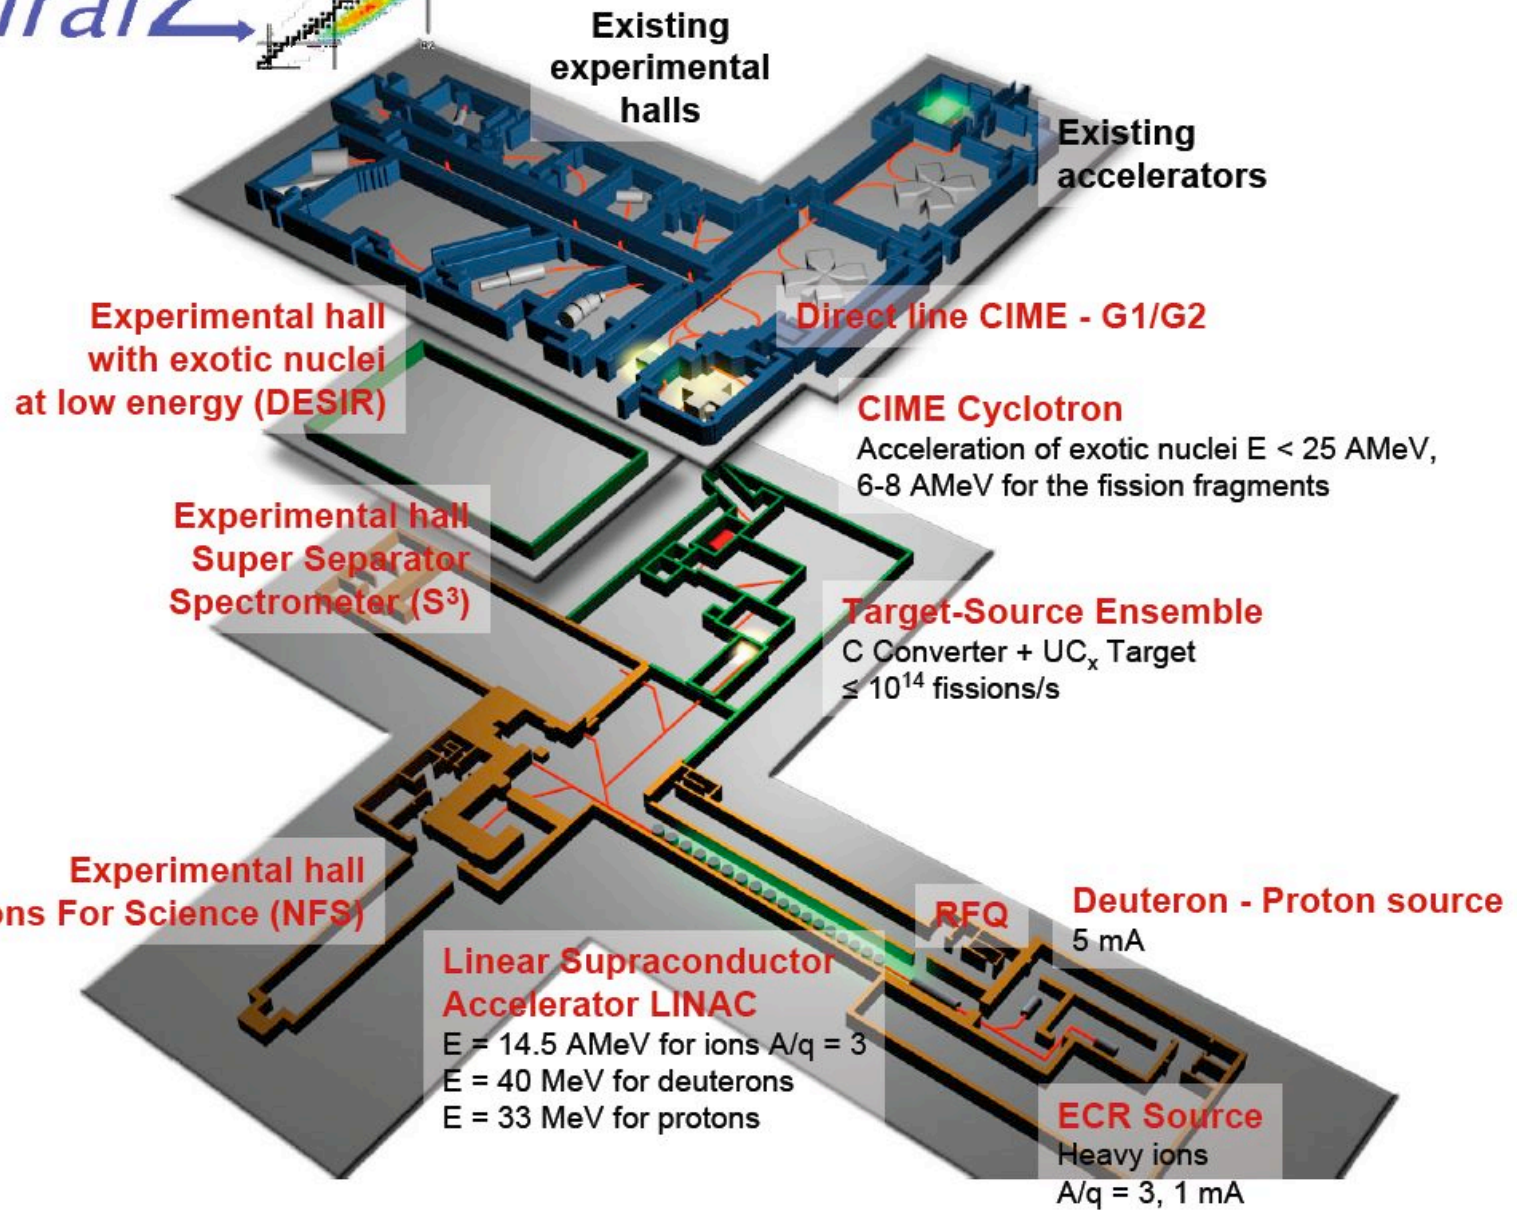 Existing
experimental
halls
Existing
accelerators
Experimental hall
with exotic nuclei
at low energy (DESIR)
Direct line CIME - G1/G2
CIME Cyclotron
Acceleration of exotic nuclei E < 25 AMeV,
6-8 AMeV for the fission fragments
Experimental hall
Super Separator
Spectrometer (S³)
Target-Source Ensemble
C Converter + UCₓ Target
≤ 10¹⁴ fissions/s
Experimental hall
ons For Science (NFS)
RFQ
Deuteron - Proton source
5 mA
Linear Supraconductor
Accelerator LINAC
E = 14.5 AMeV for ions A/q = 3
E = 40 MeV for deuterons
E = 33 MeV for protons
ECR Source
Heavy ions
A/q = 3, 1 mA